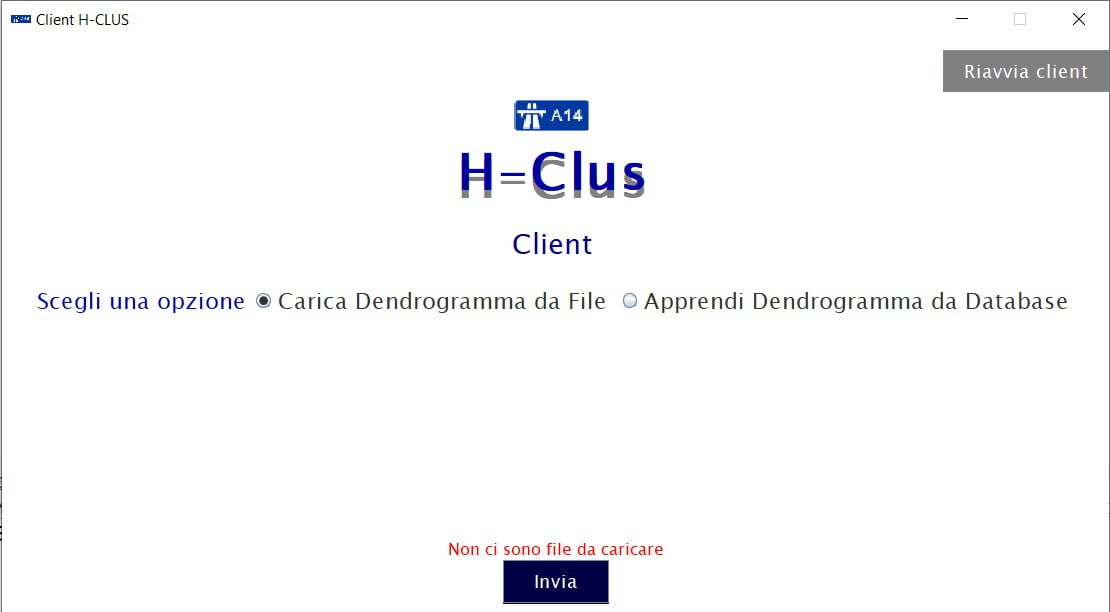 Client H-CLUS
Riavvia client
A14
H-Clus
Client
Scegli una opzione Carica Dendrogramma da File Apprendi Dendrogramma da Database
Non ci sono file da caricare
Invia